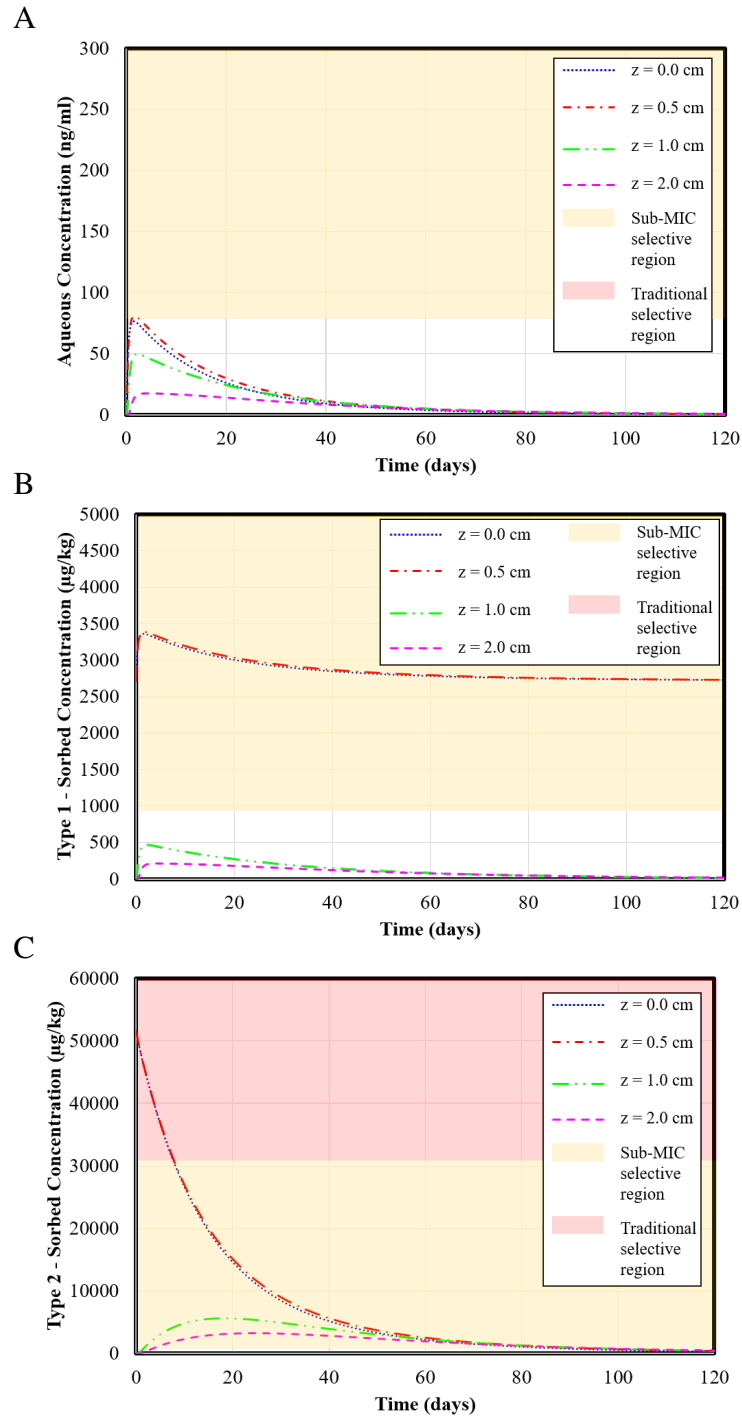 A
Aqueous Concentration (ng/ml)
300
250
200
150
100
50
0
0 20 40 60 80 100 120
Time (days)
z = 0.0 cm
z = 0.5 cm
z = 1.0 cm
z = 2.0 cm
Sub-MIC
selective
region
Traditional
selective
region
B
Type 1 - Sorbed Concentration (µg/kg)
5000
4500
4000
3500
3000
2500
2000
1500
1000
500
0
0 20 40 60 80 100 120
Time (days)
z = 0.0 cm
z = 0.5 cm
z = 1.0 cm
z = 2.0 cm
Sub-MIC
selective
region
Traditional
selective
region
C
Type 2 - Sorbed Concentration (µg/kg)
60000
50000
40000
30000
20000
10000
0
0 20 40 60 80 100 120
Time (days)
z = 0.0 cm
z = 0.5 cm
z = 1.0 cm
z = 2.0 cm
Sub-MIC
selective
region
Traditional
selective
region